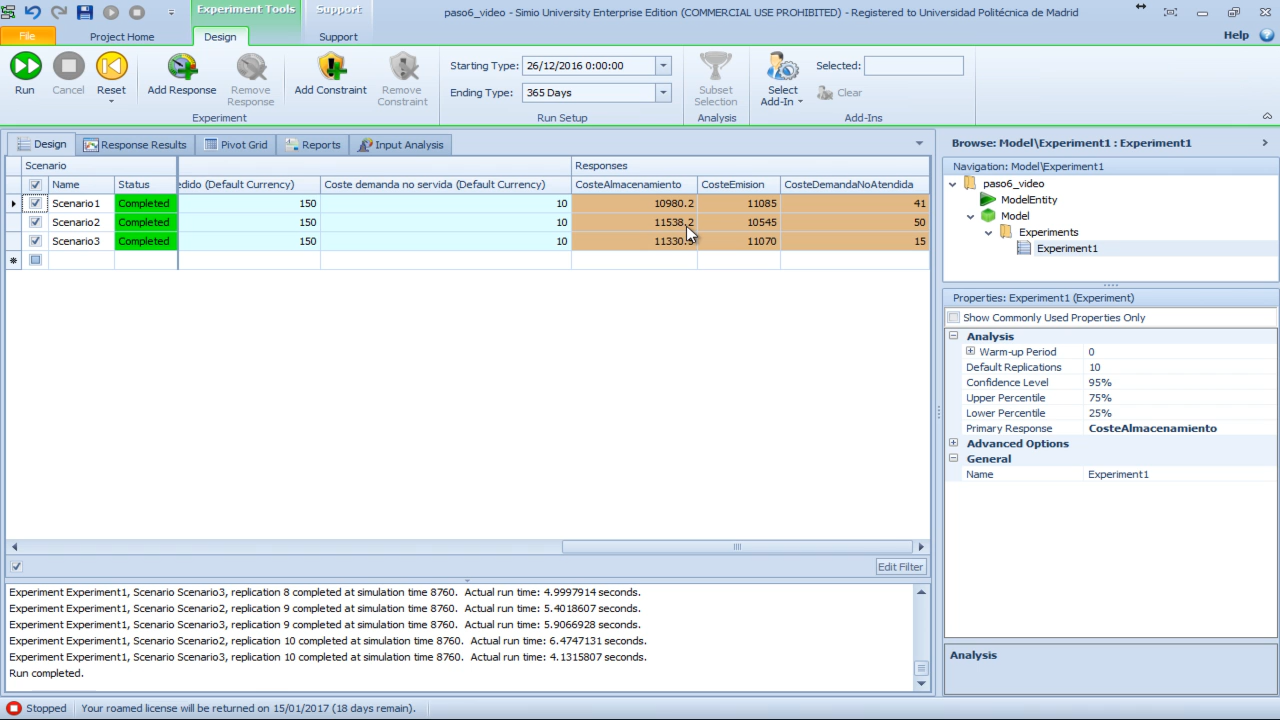 Experiment Tools
Support
paso6_video - Simio University Enterprise Edition (COMMERCIAL USE PROHIBITED) - Registered to Universidad Politécnica de Madrid
File
Project Home
Design
Support
Help
Run
Cancel
Reset
Add Response
Remove Response
Add Constraint
Remove Constraint
Experiment
Starting Type: 26/12/2016 0:00:00
Ending Type: 365 Days
Run Setup
Subset Selection
Analysis
Select Add-In
Selected:
Clear
Add-Ins
Design
Response Results
Pivot Grid
Reports
Input Analysis
Scenario
Responses
Name Status edido (Default Currency) Coste demanda no servida (Default Currency) CosteAlmacenamiento CosteEmision CosteDemandaNoAtendida
Scenario1 Completed 150 10 10980.2 11085 41
Scenario2 Completed 150 10 11538.2 10545 50
Scenario3 Completed 150 10 11330. 11070 15
Edit Filter
Experiment Experiment1, Scenario Scenario3, replication 8 completed at simulation time 8760. Actual run time: 4.9997914 seconds.
Experiment Experiment1, Scenario Scenario2, replication 9 completed at simulation time 8760. Actual run time: 5.4018607 seconds.
Experiment Experiment1, Scenario Scenario3, replication 9 completed at simulation time 8760. Actual run time: 5.9066928 seconds.
Experiment Experiment1, Scenario Scenario2, replication 10 completed at simulation time 8760. Actual run time: 6.4747131 seconds.
Experiment Experiment1, Scenario Scenario3, replication 10 completed at simulation time 8760. Actual run time: 4.1315807 seconds.
Run completed.
Browse: Model\Experiment1 : Experiment1
Navigation: Model\Experiment1
paso6_video
ModelEntity
Model
Experiments
Experiment1
Properties: Experiment1 (Experiment)
Show Commonly Used Properties Only
Analysis
Warm-up Period 0
Default Replications 10
Confidence Level 95%
Upper Percentile 75%
Lower Percentile 25%
Primary Response CosteAlmacenamiento
Advanced Options
General
Name Experiment1
Analysis
Stopped Your roamed license will be returned on 15/01/2017 (18 days remain).